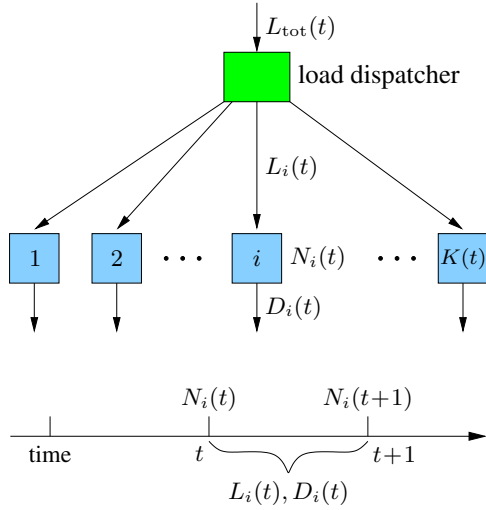 L_tot(t)
load dispatcher
L_i(t)
1 2 ··· i N_i(t) ··· K(t)
D_i(t)
N_i(t) N_i(t+1)
time t t+1
L_i(t), D_i(t)